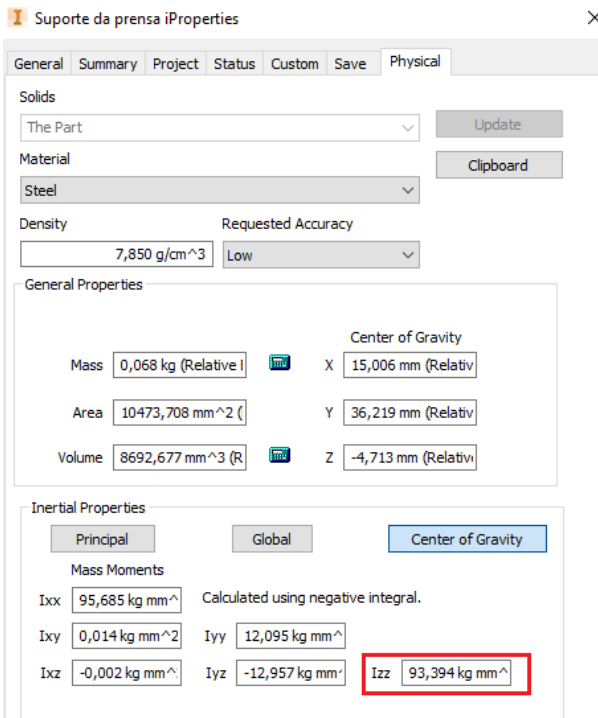 Suporte da prensa iProperties
General Summary Project Status Custom Save Physical
Solids
The Part
Update
Material
Clipboard
Steel
Density Requested Accuracy
7,850 g/cm^3 Low
General Properties
Center of Gravity
Mass 0,068 kg (Relative X 15,006 mm (Relativ
Area 10473,708 mm^2 ( Y 36,219 mm (Relativ
Volume 8692,677 mm^3 (R Z -4,713 mm (Relativ
Inertial Properties
Principal Global Center of Gravity
Mass Moments
Ixx 95,685 kg mm^ Calculated using negative integral.
Ixy 0,014 kg mm^2 Iyy 12,095 kg mm^
Ixz -0,002 kg mm^ Iyz -12,957 kg mm Izz 93,394 kg mm^